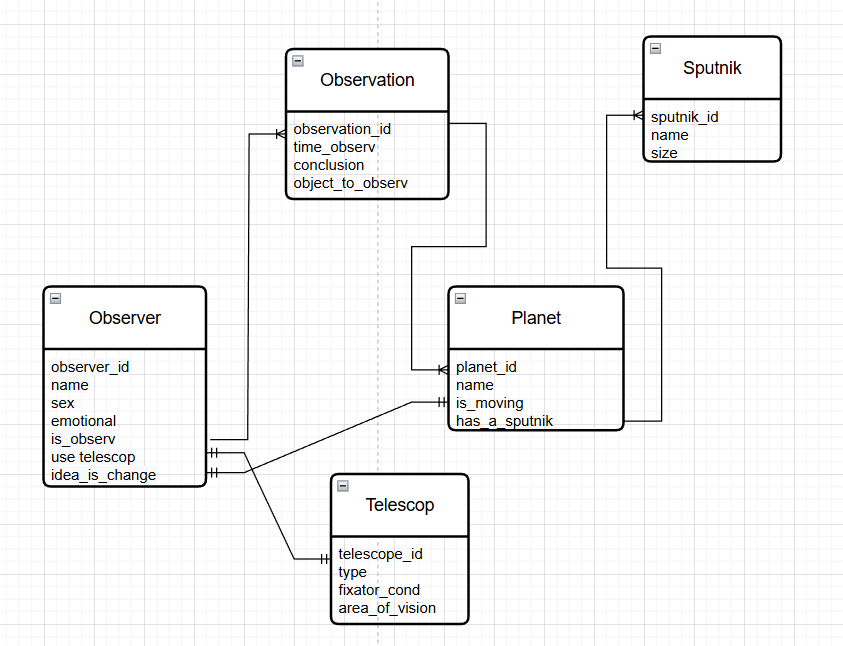 Observation
observation_id
time_observ
conclusion
object_to_observ
Sputnik
sputnik_id
name
size
Observer
observer_id
name
sex
emotional
is_observ
use telescop
idea_is_change
Planet
planet_id
name
is_moving
has_a_sputnik
Telescop
telescope_id
type
fixator_cond
area_of_vision